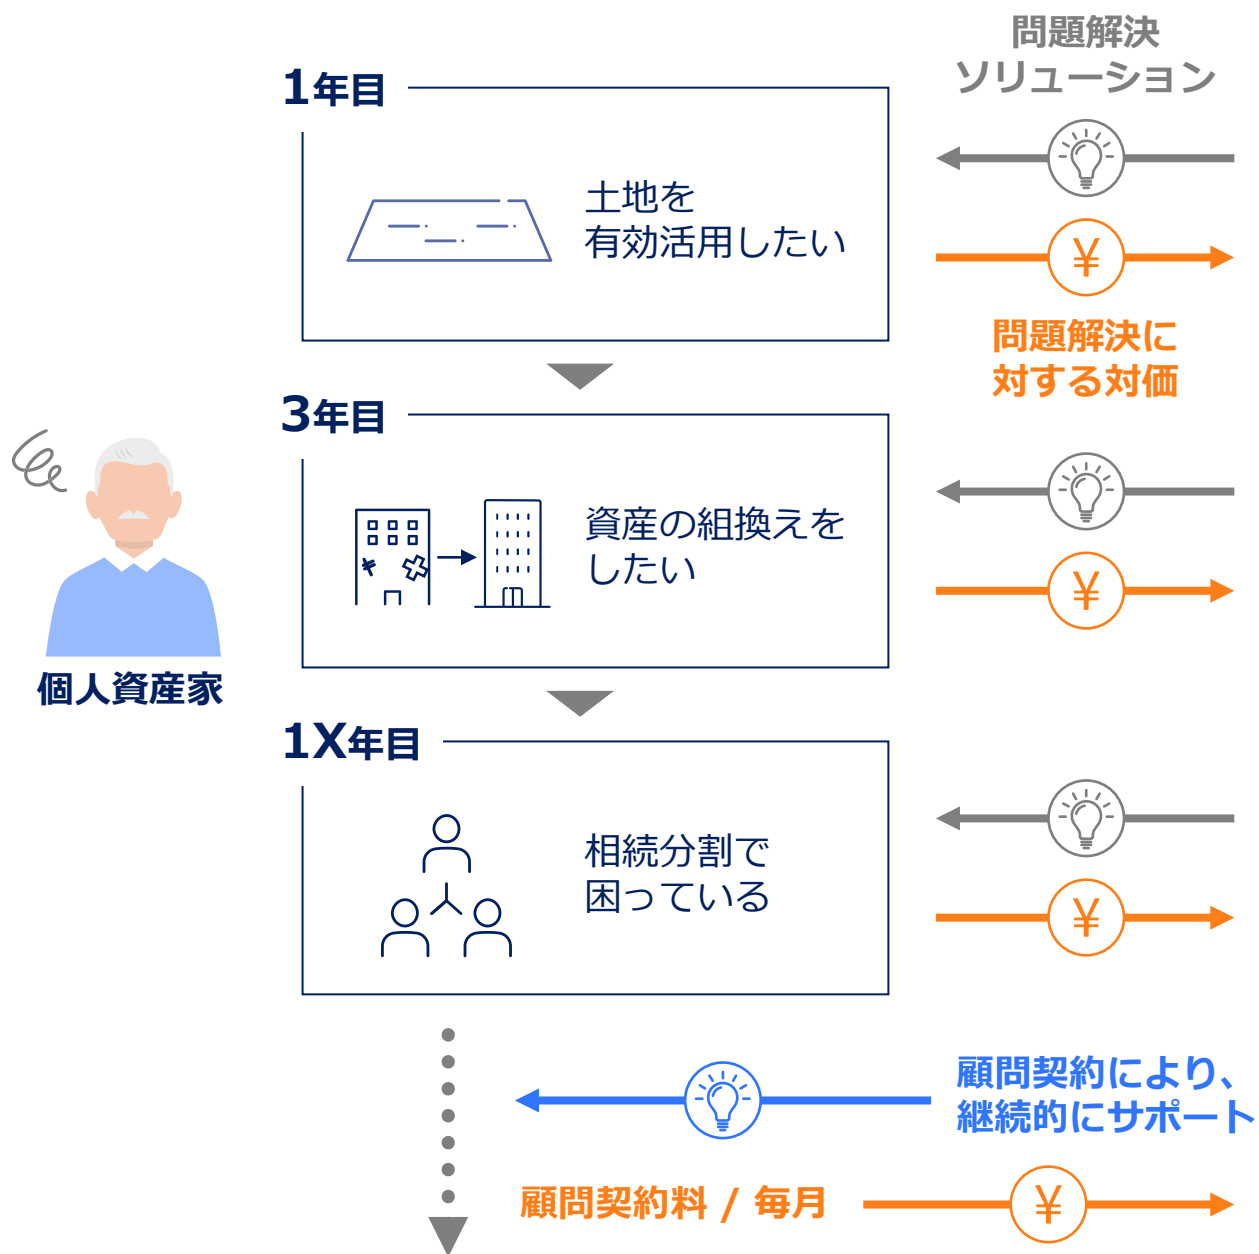 問題解決
ソリューション
1年目
土地を
有効活用したい
¥
問題解決に
対する対価
3年目
資産の組換えを
したい
¥
個人資産家
1X年目
相続分割で
困っている
¥
顧問契約により、
継続的にサポート
顧問契約料 / 毎月
¥